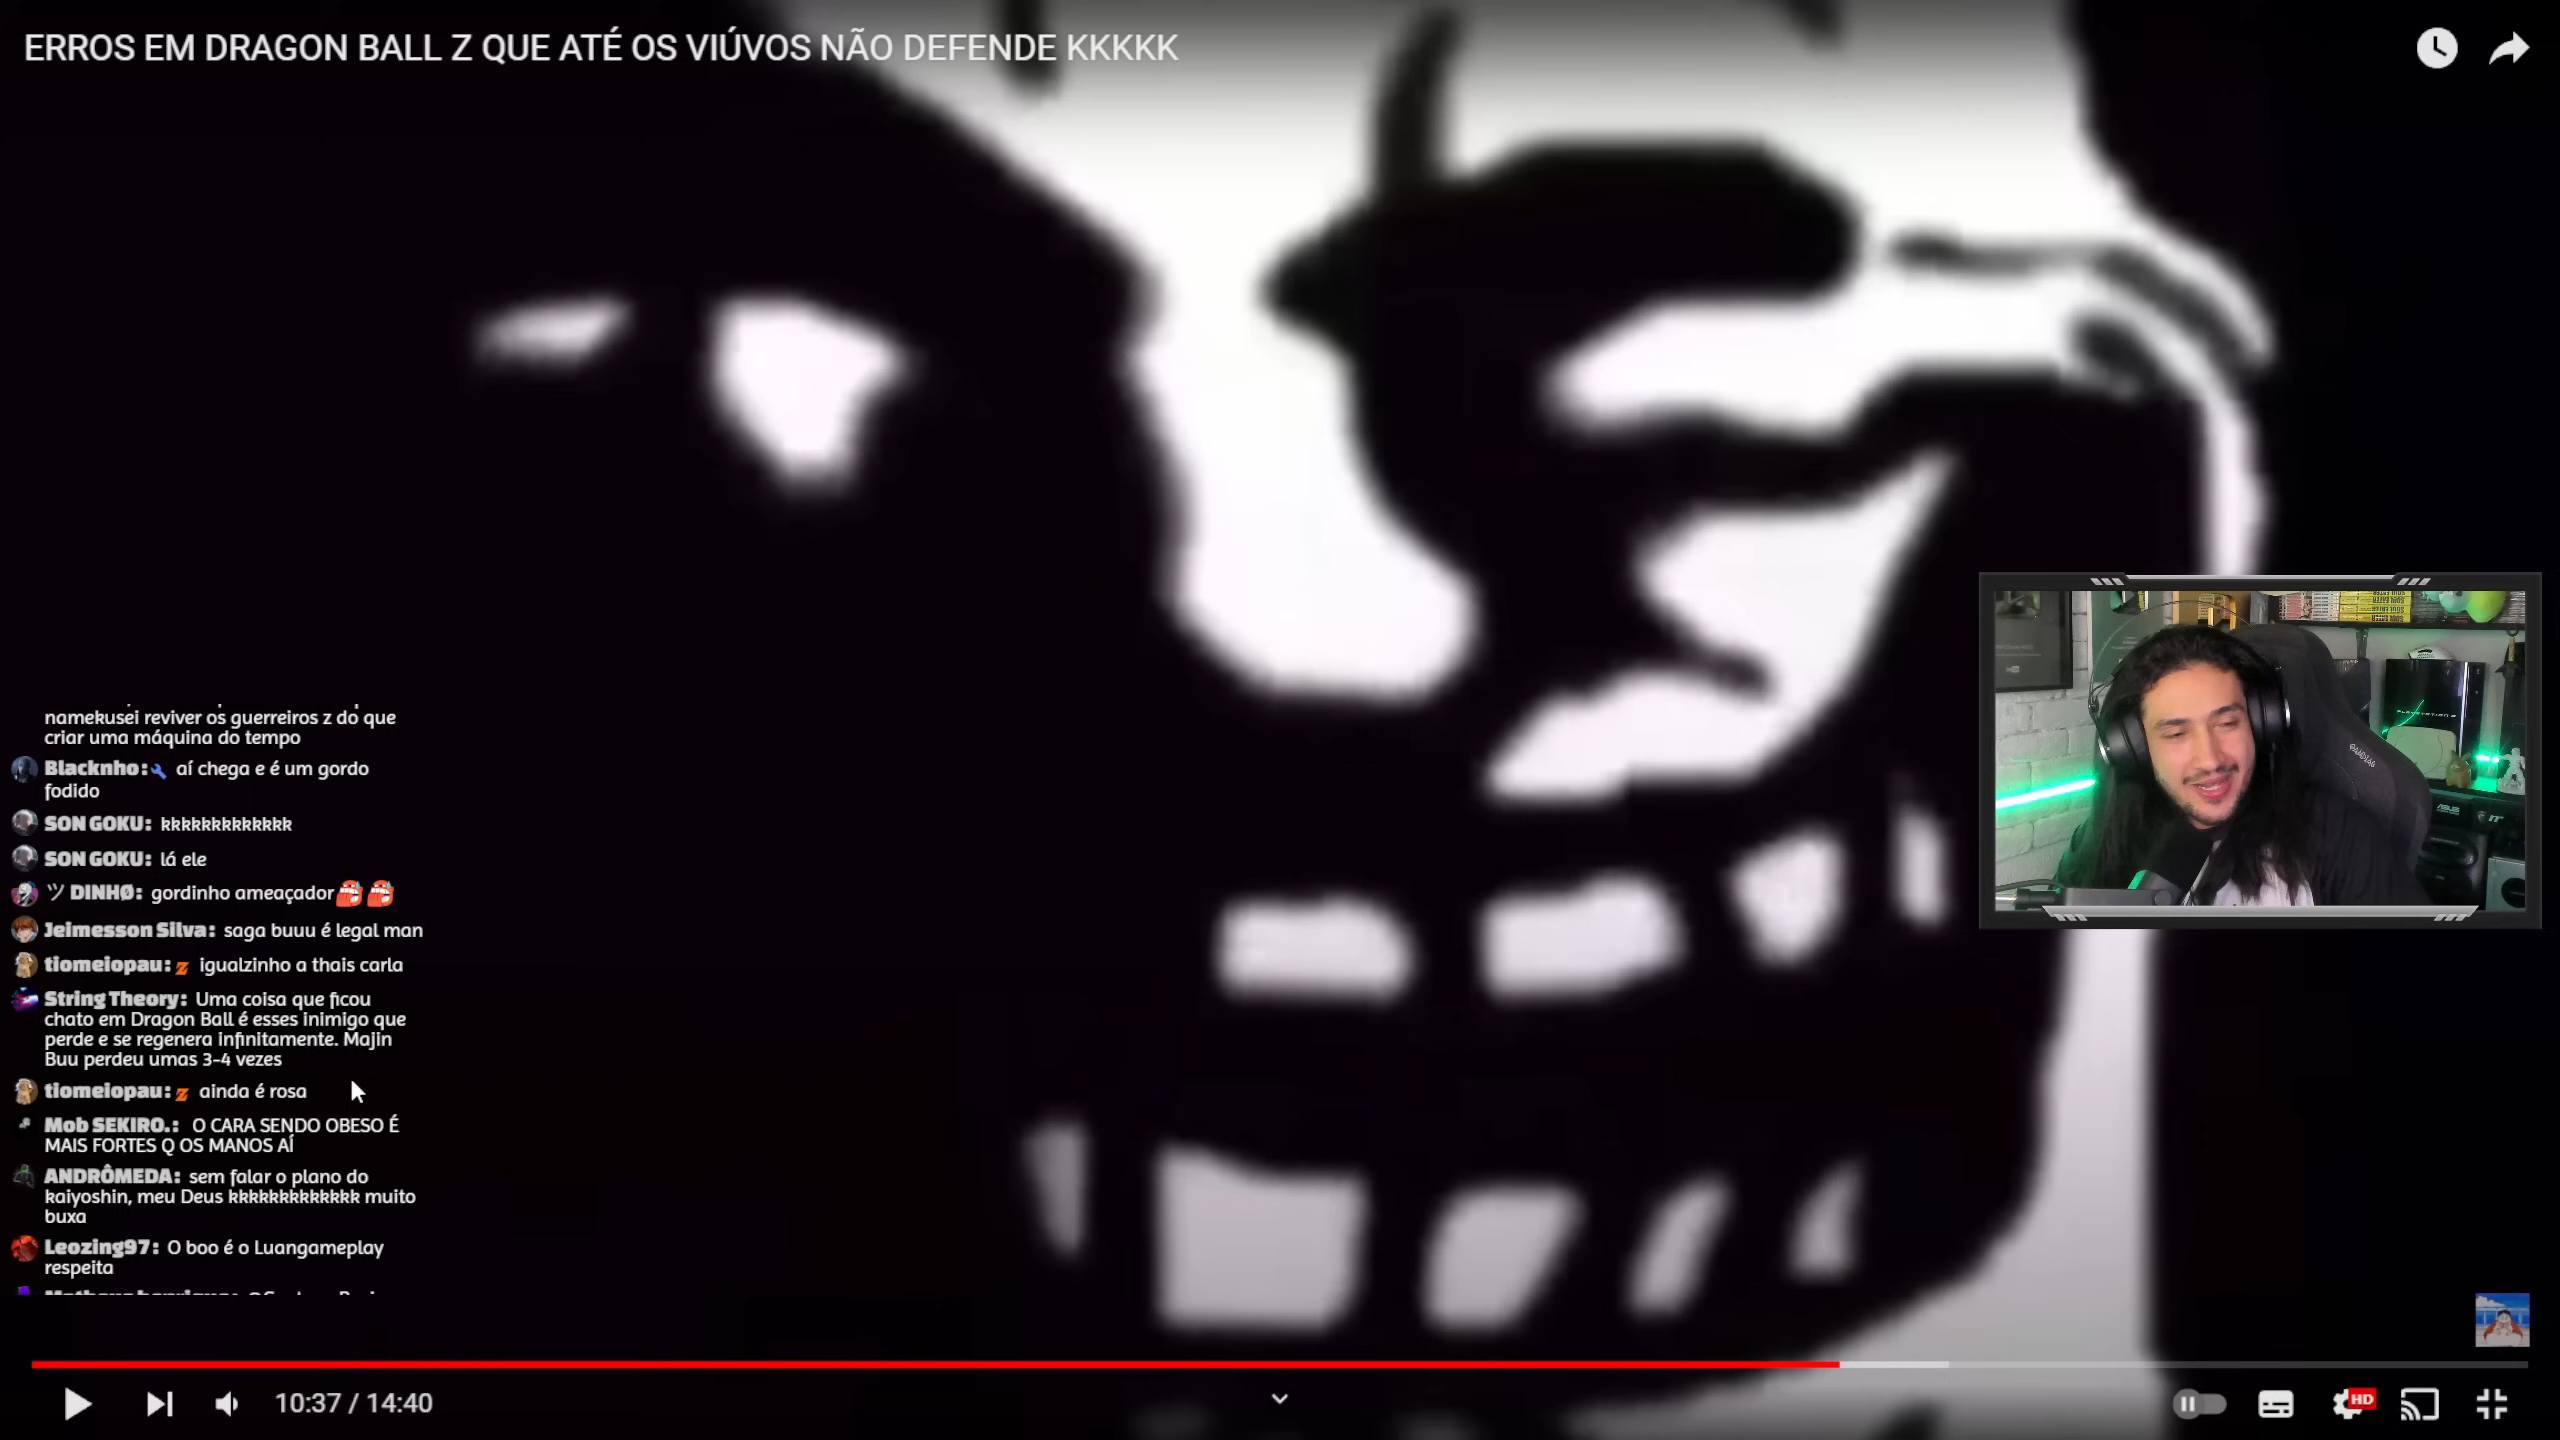 ERROS EM DRAGON BALL Z QUE ATÉ OS VIÚVOS NÃO DEFENDE KKKKK
namekusei reviver os guerreiros z do que
criar uma máquina do tempo
Blacknho: aí chega e é um gordo
fodido
SON GOKU: kkkkkkkkkkkkk
SON GOKU: lá ele
ツ DINHØ: gordinho ameaçador
Jeimesson Silva: saga buuu é legal man
tiomeiopau: Z igualzinho a thais carla
String Theory: Uma coisa que ficou
chato em Dragon Ball é esses inimigo que
perde e se regenera infinitamente. Majin
Buu perdeu umas 3-4 vezes
tiomeiopau: Z ainda é rosa
Mob SEKIRO.: O CARA SENDO OBESO É
MAIS FORTES Q OS MANOS AÍ
ANDRÔMEDA: sem falar o plano do
kaiyoshin, meu Deus kkkkkkkkkkkkk muito
buxa
Leozing97: O boo é o Luangameplay
respeita
10:37 / 14:40
HD